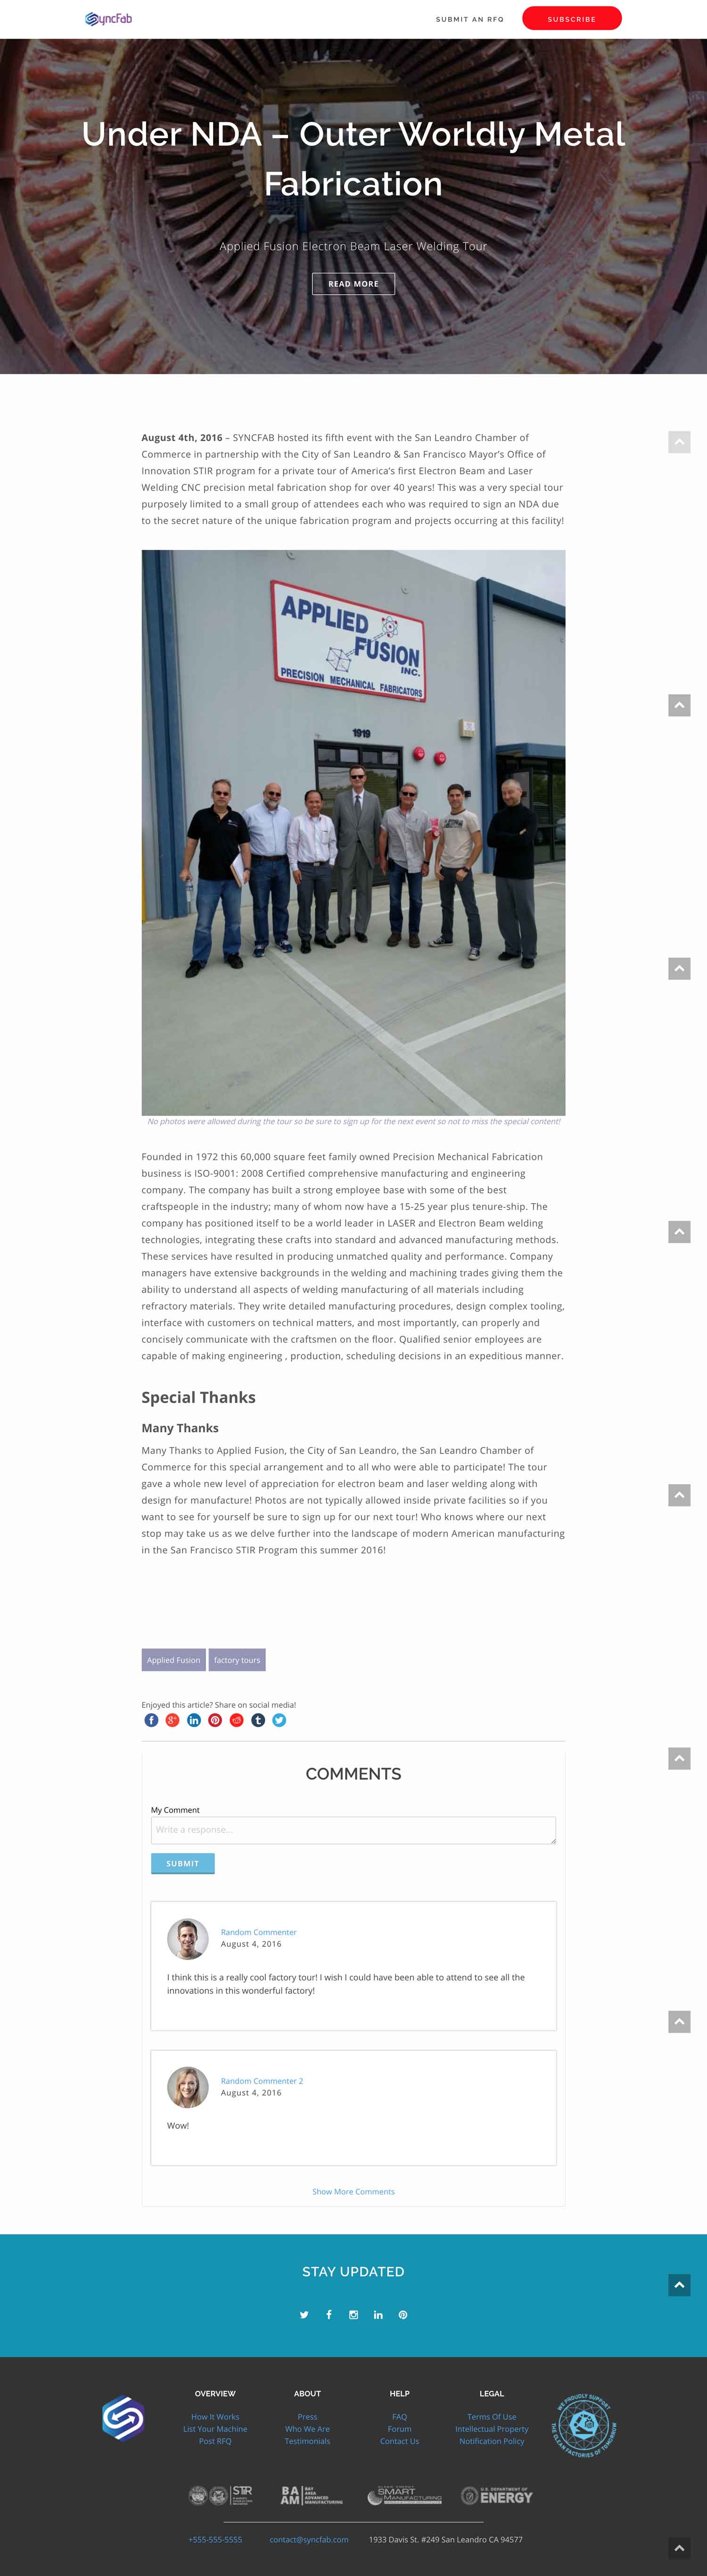 SyncFab
SUBMIT AN RFQ
SUBSCRIBE
Under NDA – Outer Worldly Metal
Fabrication
Applied Fusion Electron Beam Laser Welding Tour
READ MORE
August 4th, 2016 – SYNCFAB hosted its fifth event with the San Leandro Chamber of
Commerce in partnership with the City of San Leandro & San Francisco Mayor's Office of
Innovation STIR program for a private tour of America's first Electron Beam and Laser
Welding CNC precision metal fabrication shop for over 40 years! This was a very special tour
purposely limited to a small group of attendees each who was required to sign an NDA due
to the secret nature of the unique fabrication program and projects occurring at this facility!
APPLIED
FUSION
INC.
PRECISION MECHANICAL FABRICATORS
1919
No photos were allowed during the tour so be sure to sign up for the next event so not to miss the special content!
Founded in 1972 this 60,000 square feet family owned Precision Mechanical Fabrication
business is ISO-9001: 2008 Certified comprehensive manufacturing and engineering
company. The company has built a strong employee base with some of the best
craftspeople in the industry; many of whom now have a 15-25 year plus tenure-ship. The
company has positioned itself to be a world leader in LASER and Electron Beam welding
technologies, integrating these crafts into standard and advanced manufacturing methods.
These services have resulted in producing unmatched quality and performance. Company
managers have extensive backgrounds in the welding and machining trades giving them the
ability to understand all aspects of welding manufacturing of all materials including
refractory materials. They write detailed manufacturing procedures, design complex tooling,
interface with customers on technical matters, and most importantly, can properly and
concisely communicate with the craftsmen on the floor. Qualified senior employees are
capable of making engineering , production, scheduling decisions in an expeditious manner.
Special Thanks
Many Thanks
Many Thanks to Applied Fusion, the City of San Leandro, the San Leandro Chamber of
Commerce for this special arrangement and to all who were able to participate! The tour
gave a whole new level of appreciation for electron beam and laser welding along with
design for manufacture! Photos are not typically allowed inside private facilities so if you
want to see for yourself be sure to sign up for our next tour! Who knows where our next
stop may take us as we delve further into the landscape of modern American manufacturing
in the San Francisco STIR Program this summer 2016!
Applied Fusion
factory tours
Enjoyed this article? Share on social media!
COMMENTS
My Comment
Write a response...
SUBMIT
Random Commenter
August 4, 2016
I think this is a really cool factory tour! I wish I could have been able to attend to see all the
innovations in this wonderful factory!
Random Commenter 2
August 4, 2016
Wow!
Show More Comments
STAY UPDATED
OVERVIEW
How It Works
List Your Machine
Post RFQ
ABOUT
Press
Who We Are
Testimonials
HELP
FAQ
Forum
Contact Us
LEGAL
Terms Of Use
Intellectual Property
Notification Policy
WE PROUDLY SUPPORT
THE CLEAN FACTORIES OF TOMORROW
STIR
BAAM BAY AREA ADVANCED MANUFACTURING
SMART
MANUFACTURING
U.S. DEPARTMENT OF
ENERGY
+555-555-5555
contact@syncfab.com
1933 Davis St. #249 San Leandro CA 94577